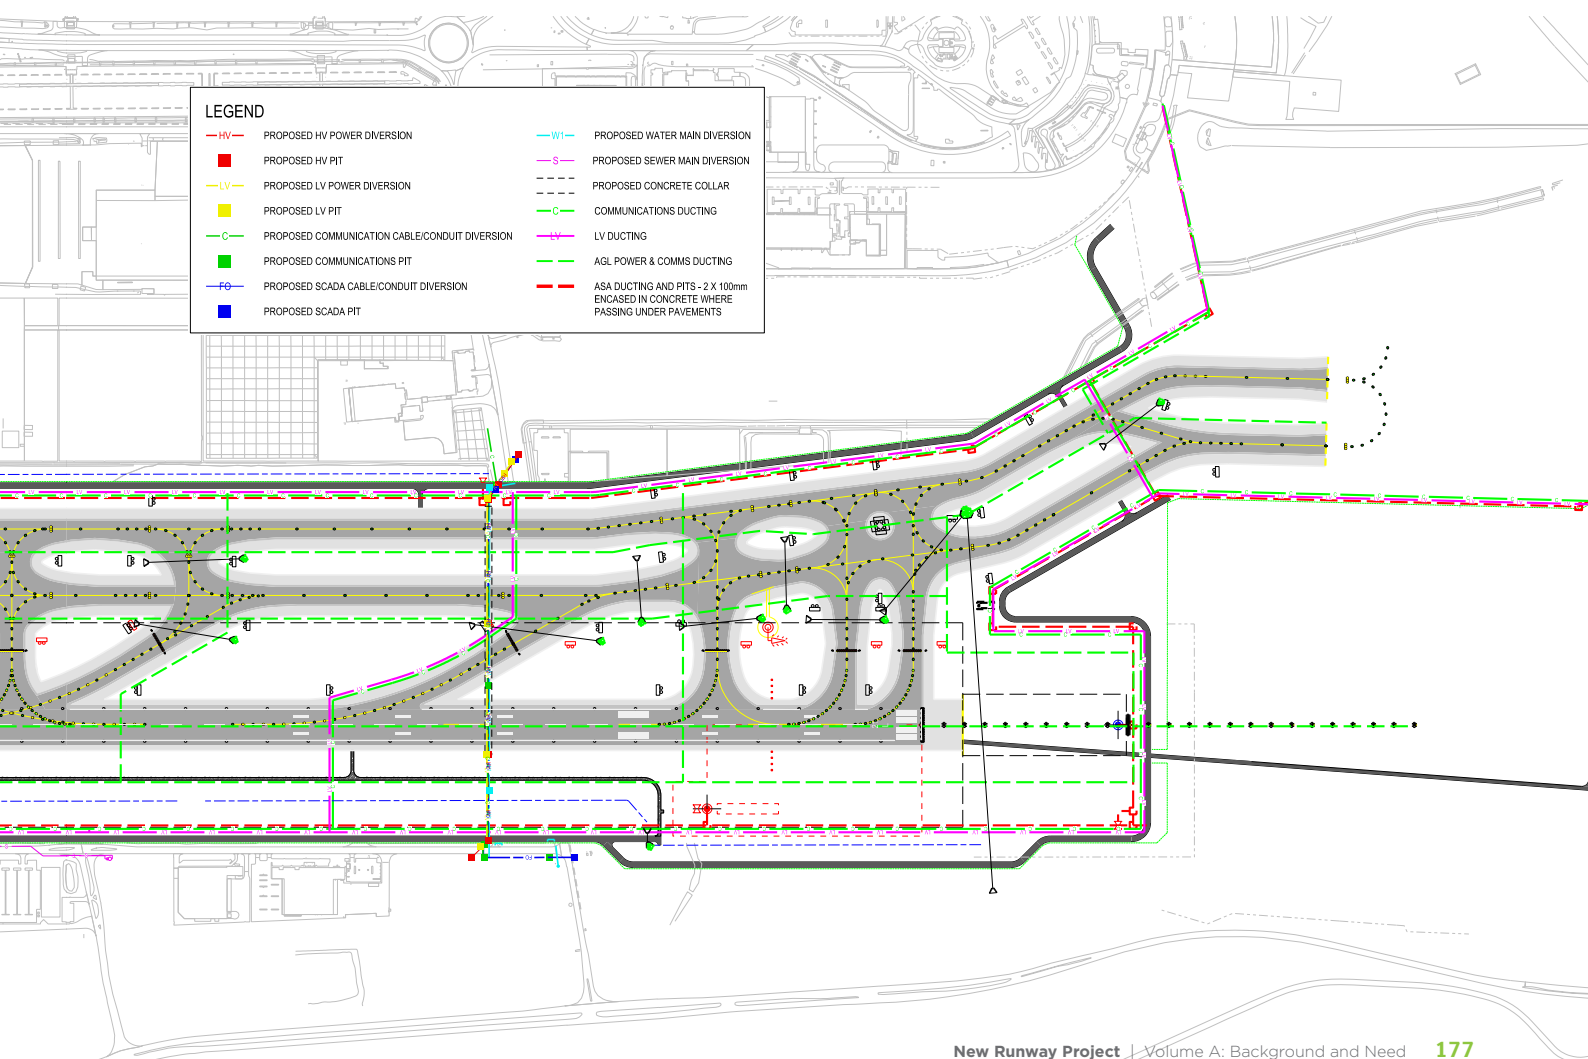 LEGEND
HV PROPOSED HV POWER DIVERSION
PROPOSED HV PIT
LV PROPOSED LV POWER DIVERSION
PROPOSED LV PIT
C PROPOSED COMMUNICATION CABLE/CONDUIT DIVERSION
PROPOSED COMMUNICATIONS PIT
FO PROPOSED SCADA CABLE/CONDUIT DIVERSION
PROPOSED SCADA PIT
W1 PROPOSED WATER MAIN DIVERSION
S PROPOSED SEWER MAIN DIVERSION
PROPOSED CONCRETE COLLAR
C COMMUNICATIONS DUCTING
LV LV DUCTING
AGL POWER & COMMS DUCTING
ASA DUCTING AND PITS - 2 X 100mm
ENCASED IN CONCRETE WHERE
PASSING UNDER PAVEMENTS
New Runway Project | Volume A: Background and Need 177